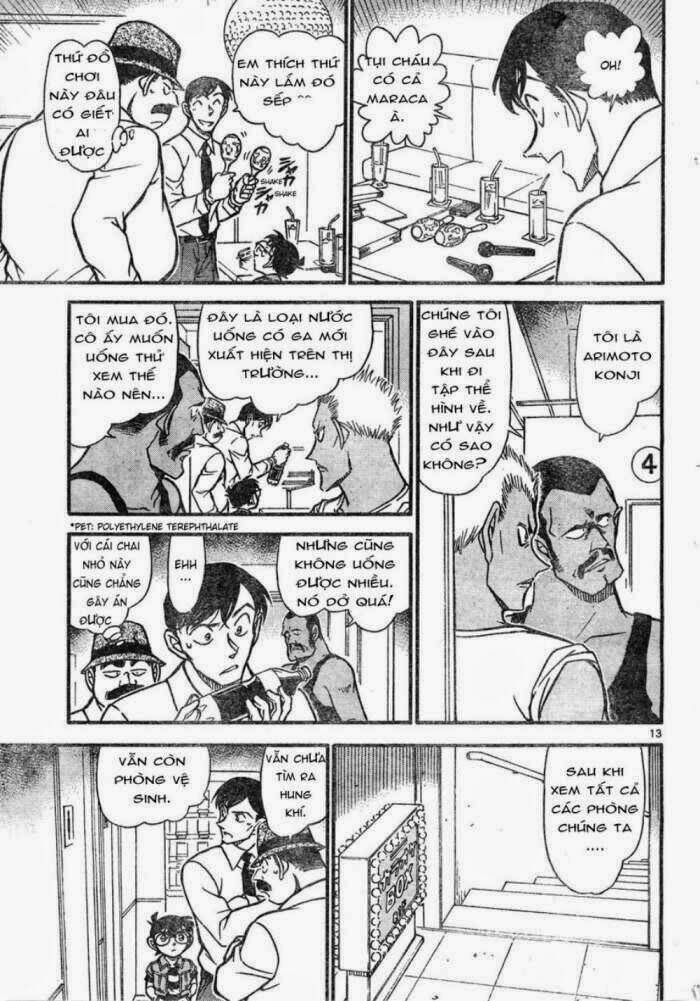 OH!
TỤI CHÁU
CÓ CẢ
MARACA
À.
EM THÍCH THỨ
NÀY LẮM ĐÓ
SẾP ^^
THỨ ĐỒ
CHƠI
NÀY ĐÂU
CÓ GIẾT
AI
ĐƯỢC
SHAKE
SHAKE
TÔI LÀ
ARIMOTO
KONJI
CHÚNG TÔI
GHÉ VÀO
ĐÂY SAU
KHI ĐI
TẬP THỂ
HÌNH VỀ.
NHƯ VẬY
CÓ SAO
KHÔNG?
4
ĐÂY LÀ LOẠI NƯỚC
UỐNG CÓ GA MỚI
XUẤT HIỆN TRÊN THỊ
TRƯỜNG...
TÔI MUA ĐÓ.
CÔ ẤY MUỐN
UỐNG THỬ
XEM THẾ
NÀO NÊN...
*PET: POLYETHYLENE TEREPHTHALATE
NHƯNG CŨNG
KHÔNG UỐNG
ĐƯỢC NHIỀU.
NÓ DỞ QUÁ!
EHH
...
VỚI CÁI CHAI
NHỎ NÀY
CŨNG CHẲNG
GÂY ÁN
ĐƯỢC
13
SAU KHI
XEM TẤT CẢ
CÁC PHÒNG
CHÚNG TA
....
BOX
VẪN CHƯA
TÌM RA
HUNG
KHÍ.
VẪN CÒN
PHÒNG VỆ
SINH.